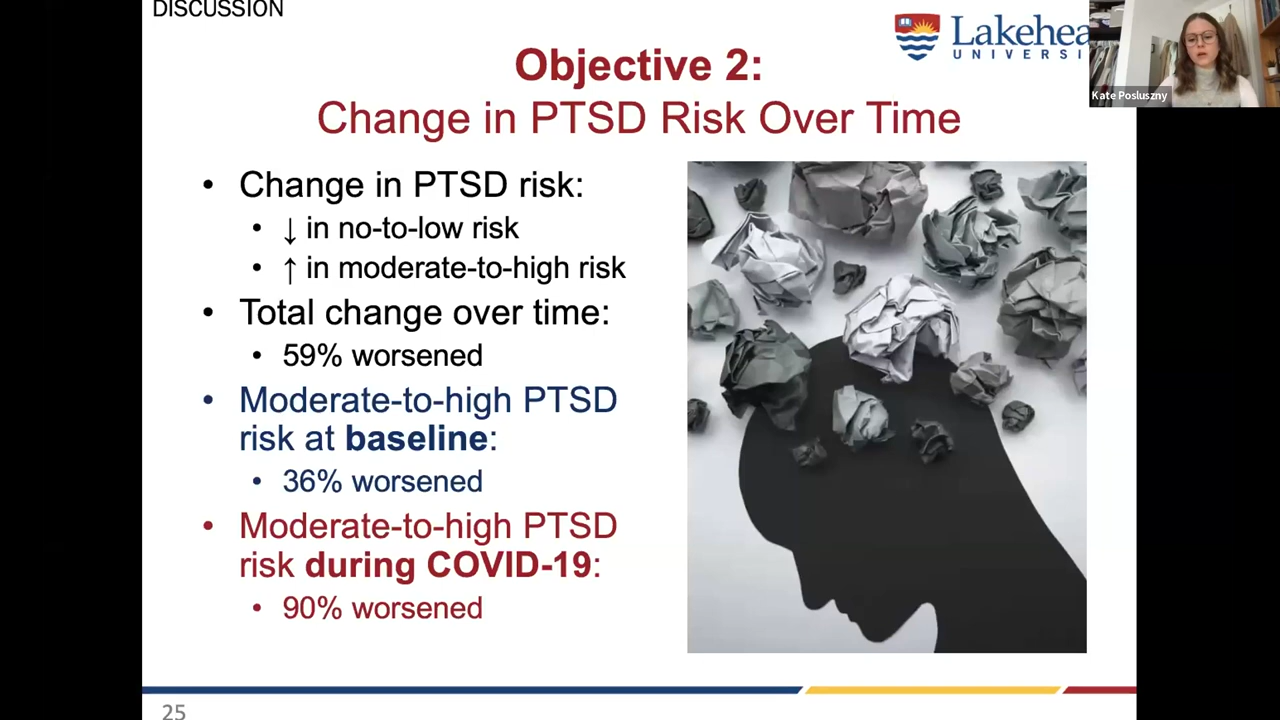 DISCUSSION
Lakehea
UNIVERSI
Kate Posluszny
Objective 2:
Change in PTSD Risk Over Time
• Change in PTSD risk:
• ↓ in no-to-low risk
• ↑ in moderate-to-high risk
• Total change over time:
• 59% worsened
• Moderate-to-high PTSD
risk at baseline:
• 36% worsened
• Moderate-to-high PTSD
risk during COVID-19:
• 90% worsened
25